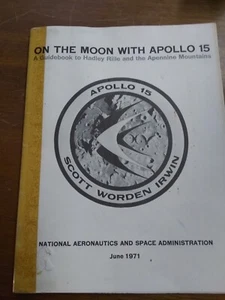 ON THE MOON WITH APOLLO 15
A Guidebook to Hadley Rille and the Apennine Mountains
APOLLO 15
SCOTT WORDEN IRWIN
NATIONAL AERONAUTICS AND SPACE ADMINISTRATION
June 1971